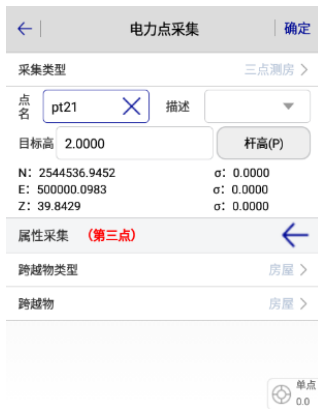 电力点采集 确定
采集类型 三点测房
点名 pt21 描述
目标高 2.0000 杆高(P)
N: 2544536.9452 σ: 0.0000
E: 500000.0983 σ: 0.0000
Z: 39.8429 σ: 0.0000
属性采集 (第三点)
跨越物类型 房屋
跨越物 房屋
单点
0.0